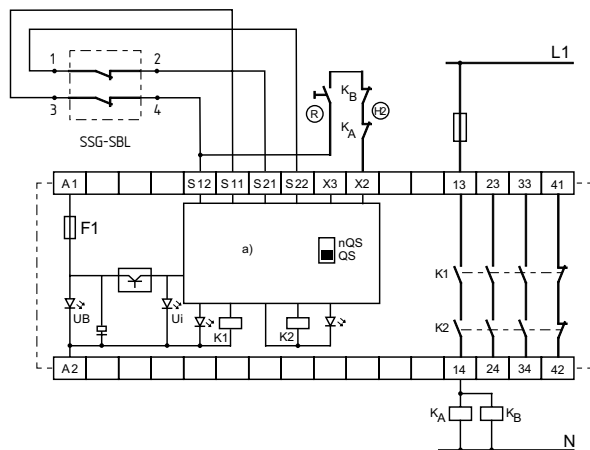 L1
1 2
3 4
SSG-SBL
R
KB
H2
KA
A1 S12 S11 S21 S22 X3 X2 13 23 33 41
F1
a)
nQS
QS
UB
Ui
K1
K2
K1
K2
A2 14 24 34 42
KA KB
N